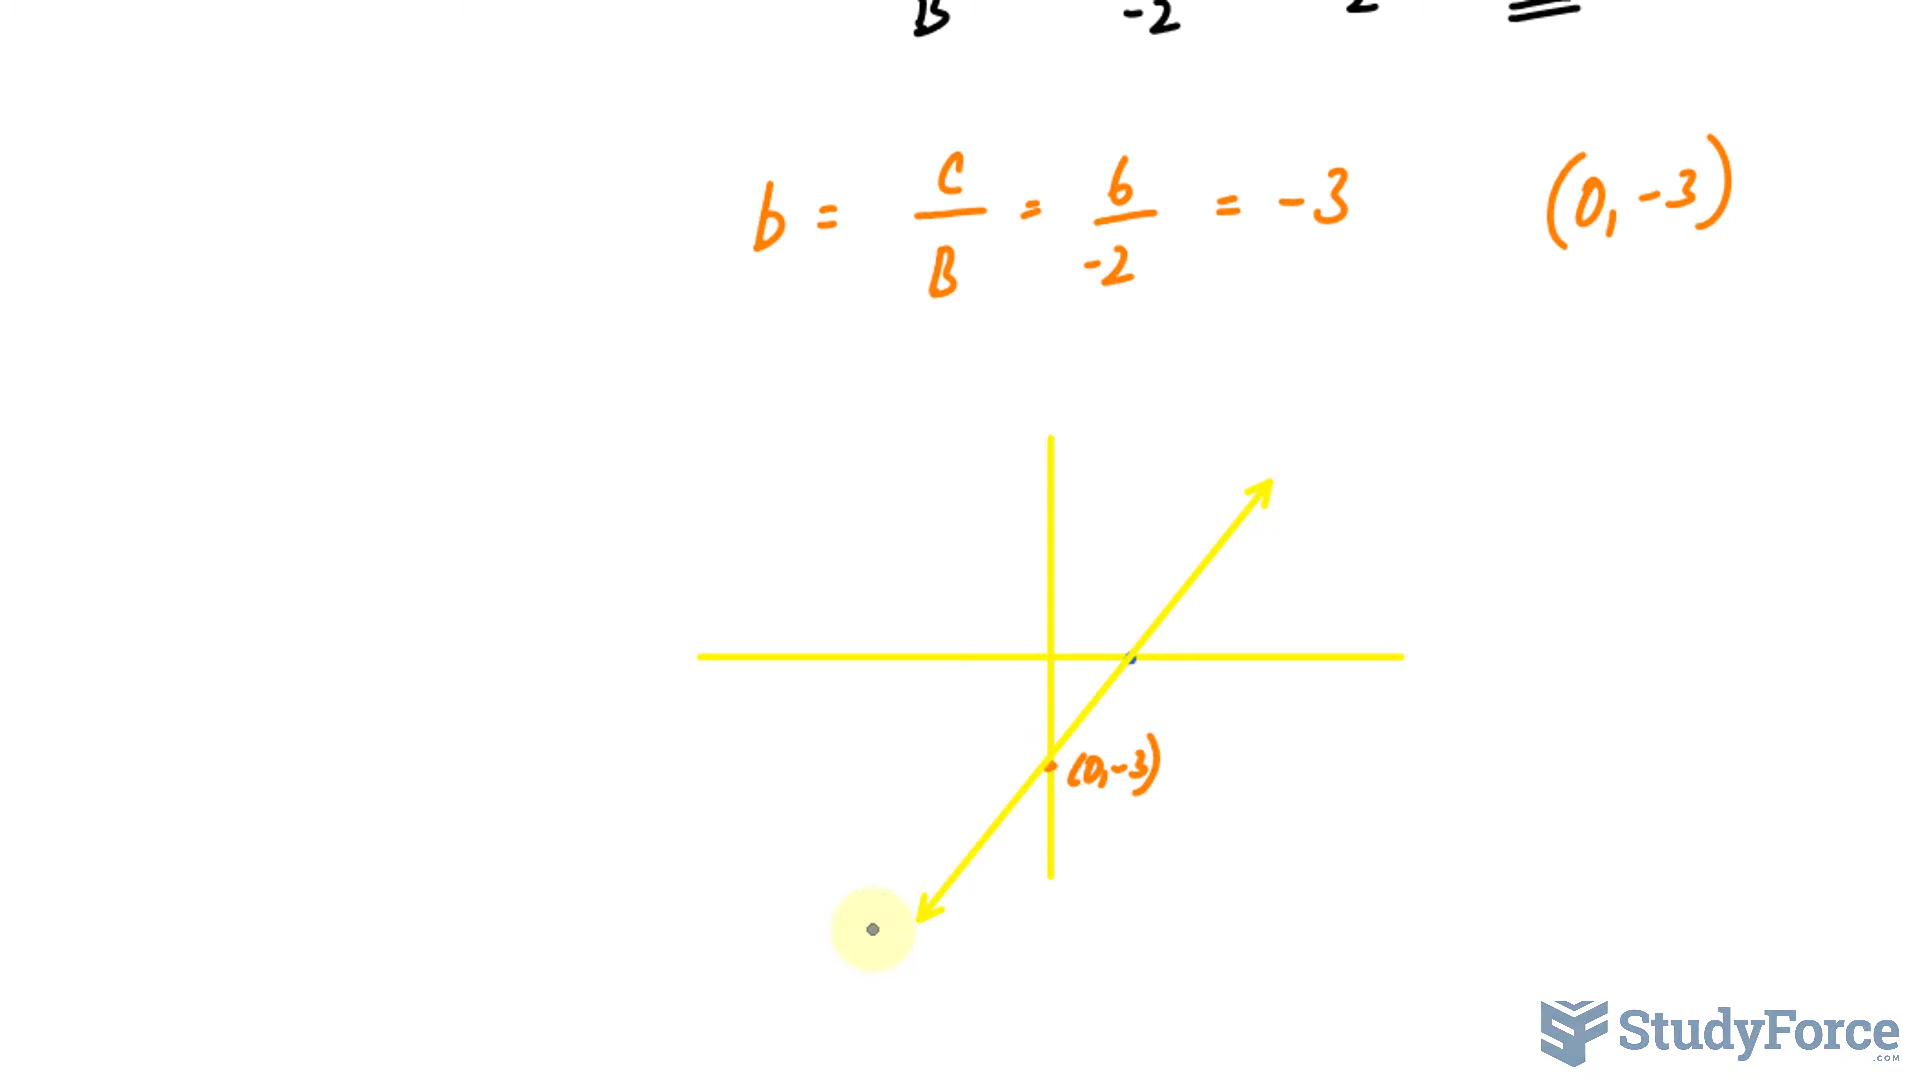 B -2 2
b = C/B = 6/-2 = -3 (0, -3)
(0,-3)
StudyForce
.COM